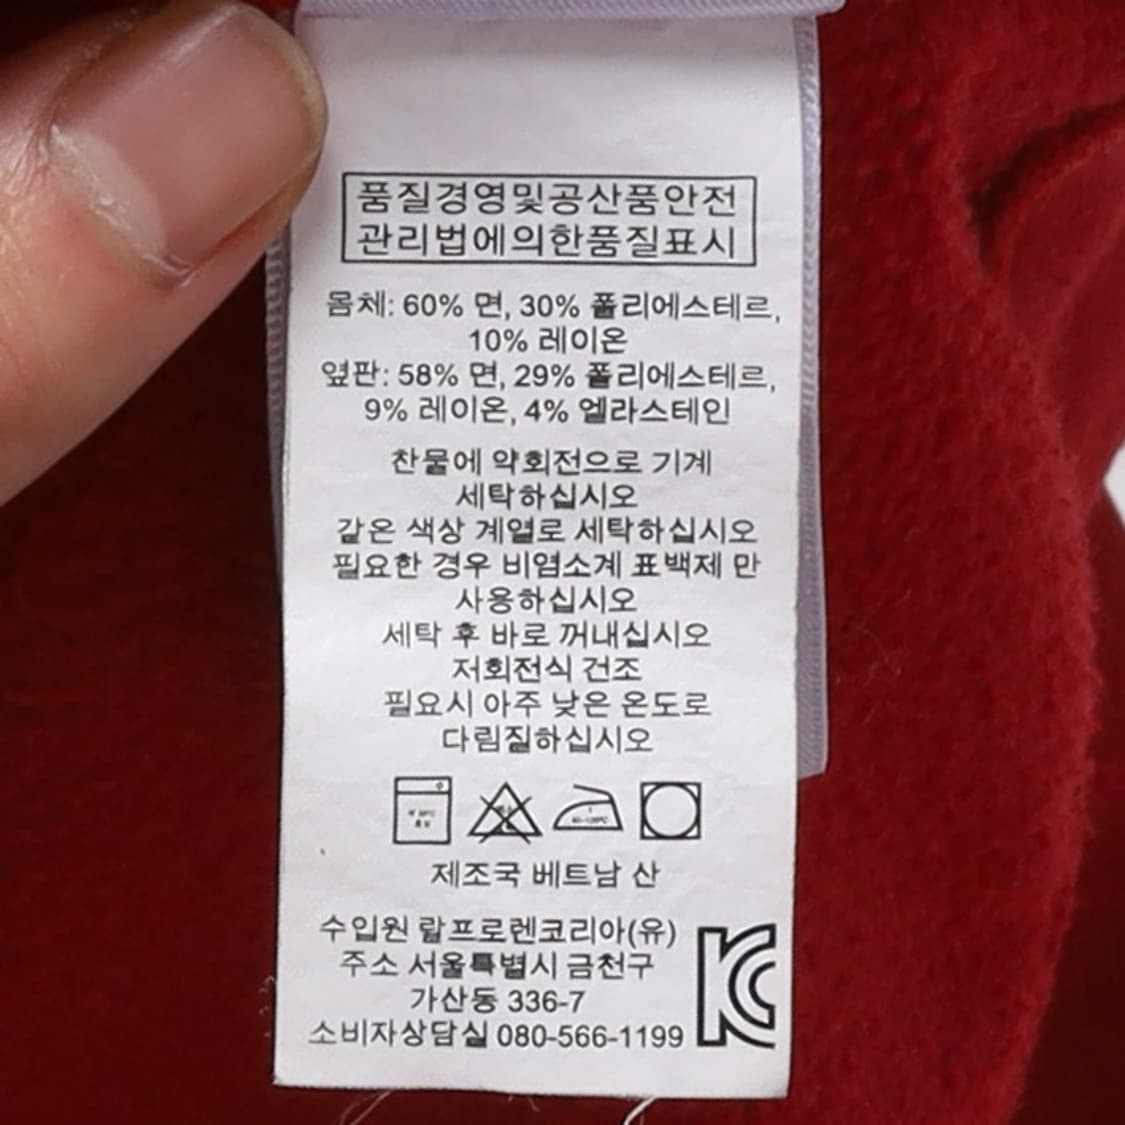 품질경영및공산품안전
관리법에의한품질표시
몸체: 60% 면, 30% 폴리에스테르,
10% 레이온
옆판: 58% 면, 29% 폴리에스테르,
9% 레이온, 4% 엘라스테인
찬물에 약회전으로 기계
세탁하십시오
같은 색상 계열로 세탁하십시오
필요한 경우 비염소계 표백제 만
사용하십시오
세탁 후 바로 꺼내십시오
저회전식 건조
필요시 아주 낮은 온도로
다림질하십시오
제조국 베트남 산
수입원 랄프로렌코리아(유)
주소 서울특별시 금천구
가산동 336-7
소비자상담실 080-566-1199